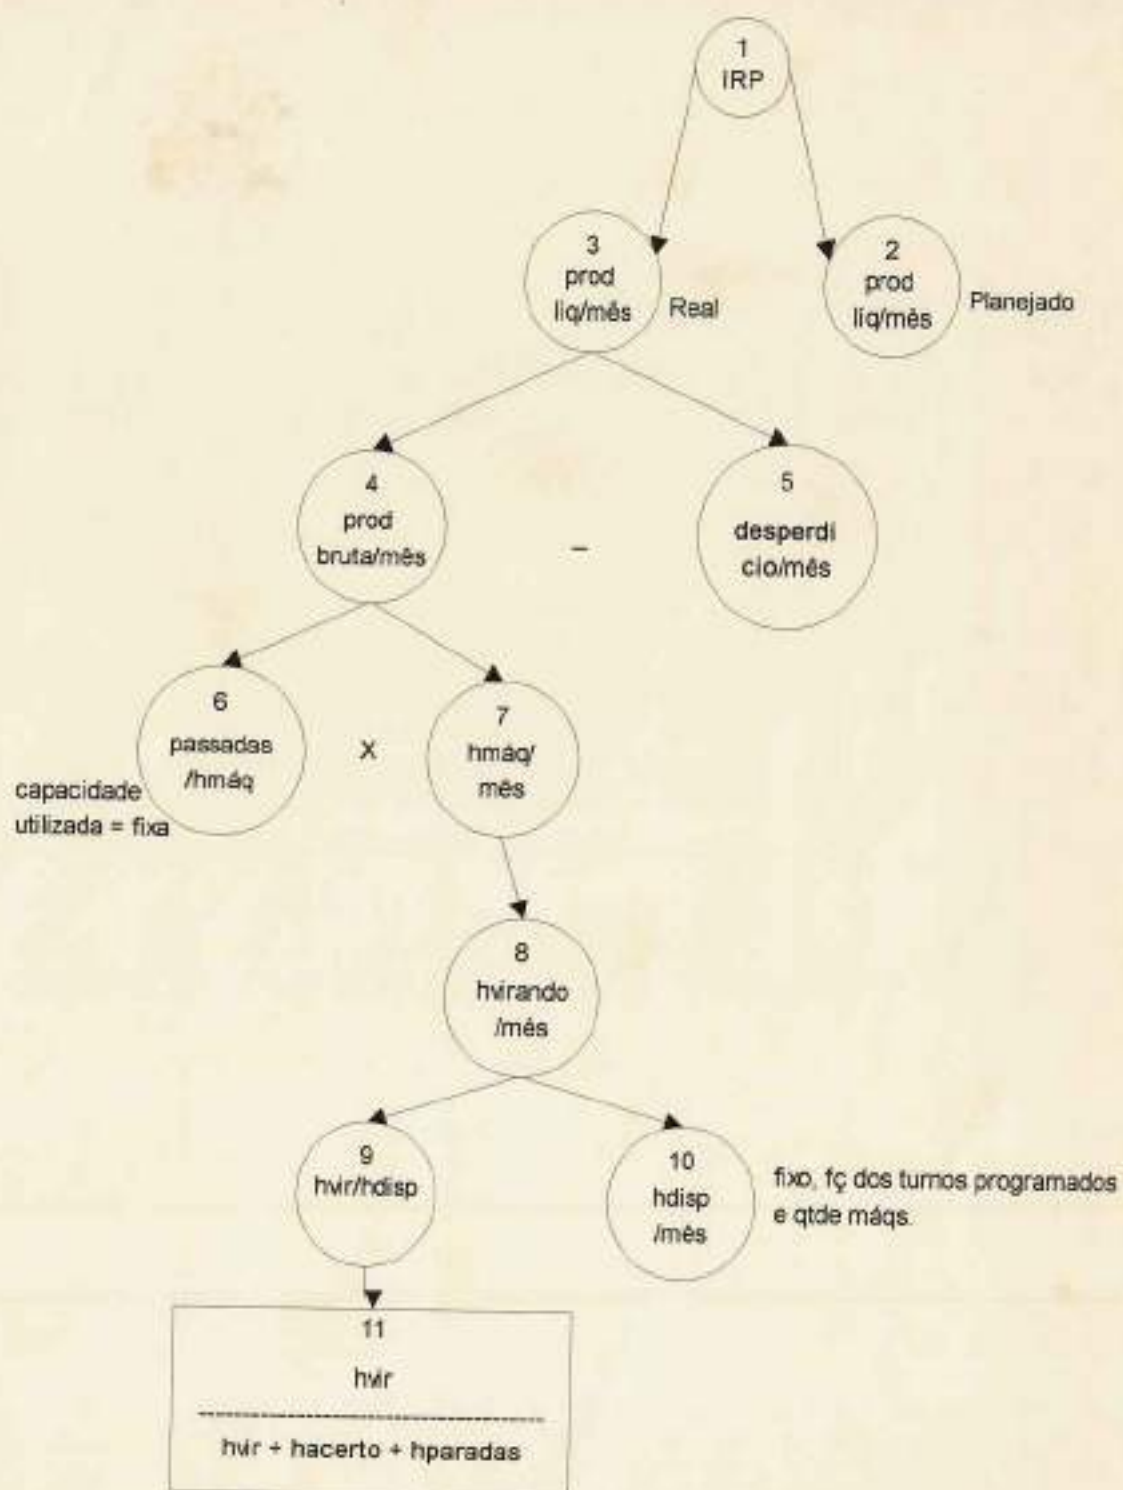 1
IRP
3
prod
liq/mês
Real
2
prod
líq/mês
Planejado
4
prod
bruta/mês
–
5
desperdi
cio/mês
6
passadas
/hmáq
capacidade
utilizada = fixa
X
7
hmáq/
mês
8
hvirando
/mês
9
hvir/hdisp
10
hdisp
/mês
fixo, fç dos turnos programados
e qtde máqs.
11
hvir
hvir + hacerto + hparadas